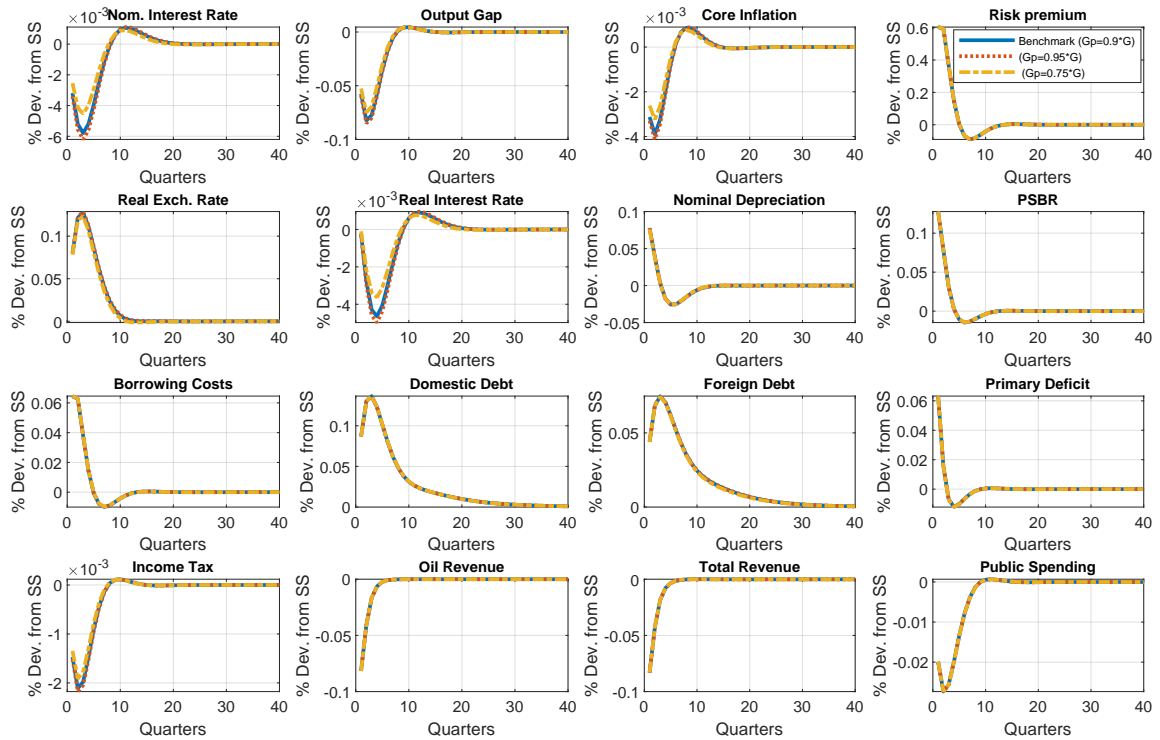 Nom. Interest Rate
×10-3
% Dev. from SS
0
-2
-4
-6
0 10 20 30 40
Quarters
Output Gap
% Dev. from SS
0
-0.05
-0.1
0 10 20 30 40
Quarters
Core Inflation
×10-3
% Dev. from SS
0
-2
-4
0 10 20 30 40
Quarters
Risk premium
% Dev. from SS
0.6
0.4
0.2
0
0 10 20 30 40
Quarters
Benchmark (Gp=0.9*G)
(Gp=0.95*G)
(Gp=0.75*G)
Real Exch. Rate
% Dev. from SS
0.1
0.05
0
0 10 20 30 40
Quarters
Real Interest Rate
×10-3
% Dev. from SS
0
-2
-4
0 10 20 30 40
Quarters
Nominal Depreciation
% Dev. from SS
0.1
0.05
0
-0.05
0 10 20 30 40
Quarters
PSBR
% Dev. from SS
0.1
0.05
0
0 10 20 30 40
Quarters
Borrowing Costs
% Dev. from SS
0.06
0.04
0.02
0
0 10 20 30 40
Quarters
Domestic Debt
% Dev. from SS
0.1
0.05
0
0 10 20 30 40
Quarters
Foreign Debt
% Dev. from SS
0.05
0
0 10 20 30 40
Quarters
Primary Deficit
% Dev. from SS
0.06
0.04
0.02
0
0 10 20 30 40
Quarters
Income Tax
×10-3
% Dev. from SS
0
-1
-2
0 10 20 30 40
Quarters
Oil Revenue
% Dev. from SS
0
-0.05
-0.1
0 10 20 30 40
Quarters
Total Revenue
% Dev. from SS
0
-0.05
-0.1
0 10 20 30 40
Quarters
Public Spending
% Dev. from SS
0
-0.01
-0.02
0 10 20 30 40
Quarters